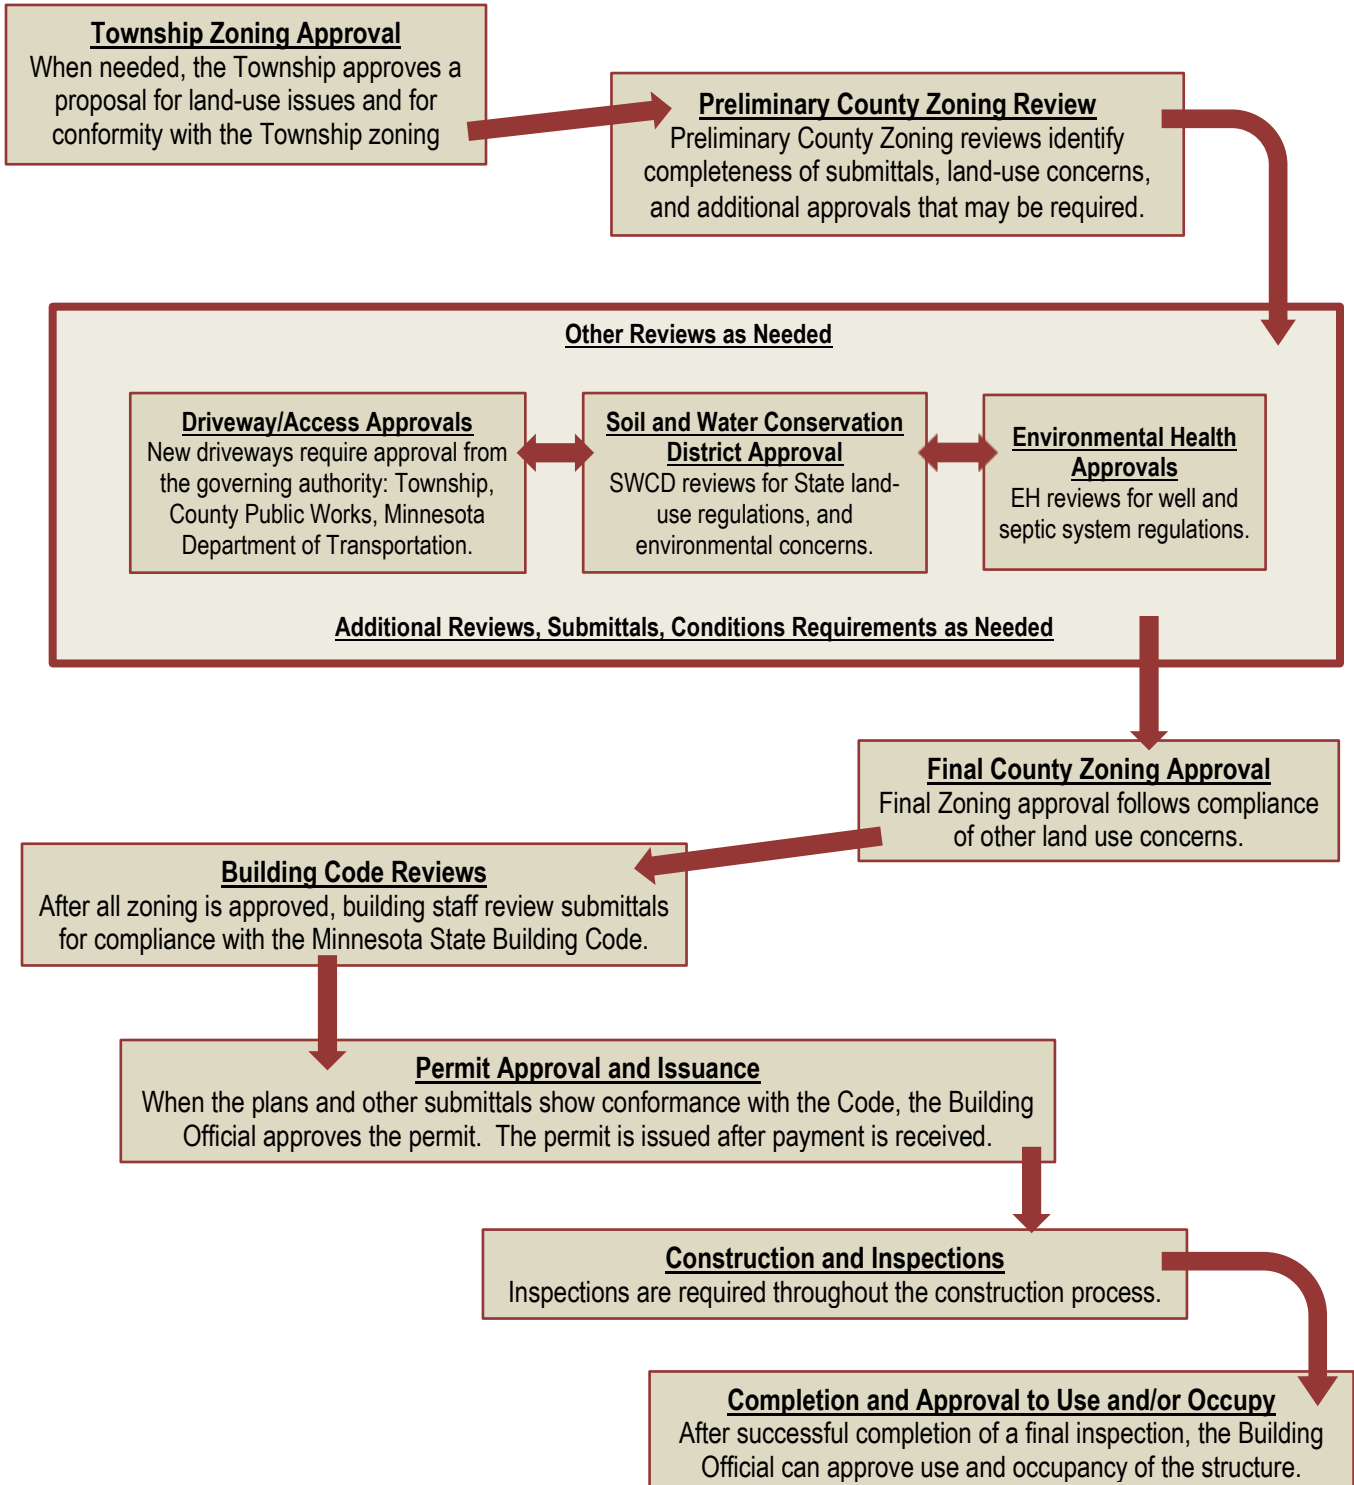 Township Zoning Approval
When needed, the Township approves a
proposal for land-use issues and for
conformity with the Township zoning
Preliminary County Zoning Review
Preliminary County Zoning reviews identify
completeness of submittals, land-use concerns,
and additional approvals that may be required.
Other Reviews as Needed
Driveway/Access Approvals
New driveways require approval from
the governing authority: Township,
County Public Works, Minnesota
Department of Transportation.
Soil and Water Conservation
District Approval
SWCD reviews for State land-
use regulations, and
environmental concerns.
Environmental Health
Approvals
EH reviews for well and
septic system regulations.
Additional Reviews, Submittals, Conditions Requirements as Needed
Final County Zoning Approval
Final Zoning approval follows compliance
of other land use concerns.
Building Code Reviews
After all zoning is approved, building staff review submittals
for compliance with the Minnesota State Building Code.
Permit Approval and Issuance
When the plans and other submittals show conformance with the Code, the Building
Official approves the permit.  The permit is issued after payment is received.
Construction and Inspections
Inspections are required throughout the construction process.
Completion and Approval to Use and/or Occupy
After successful completion of a final inspection, the Building
Official can approve use and occupancy of the structure.